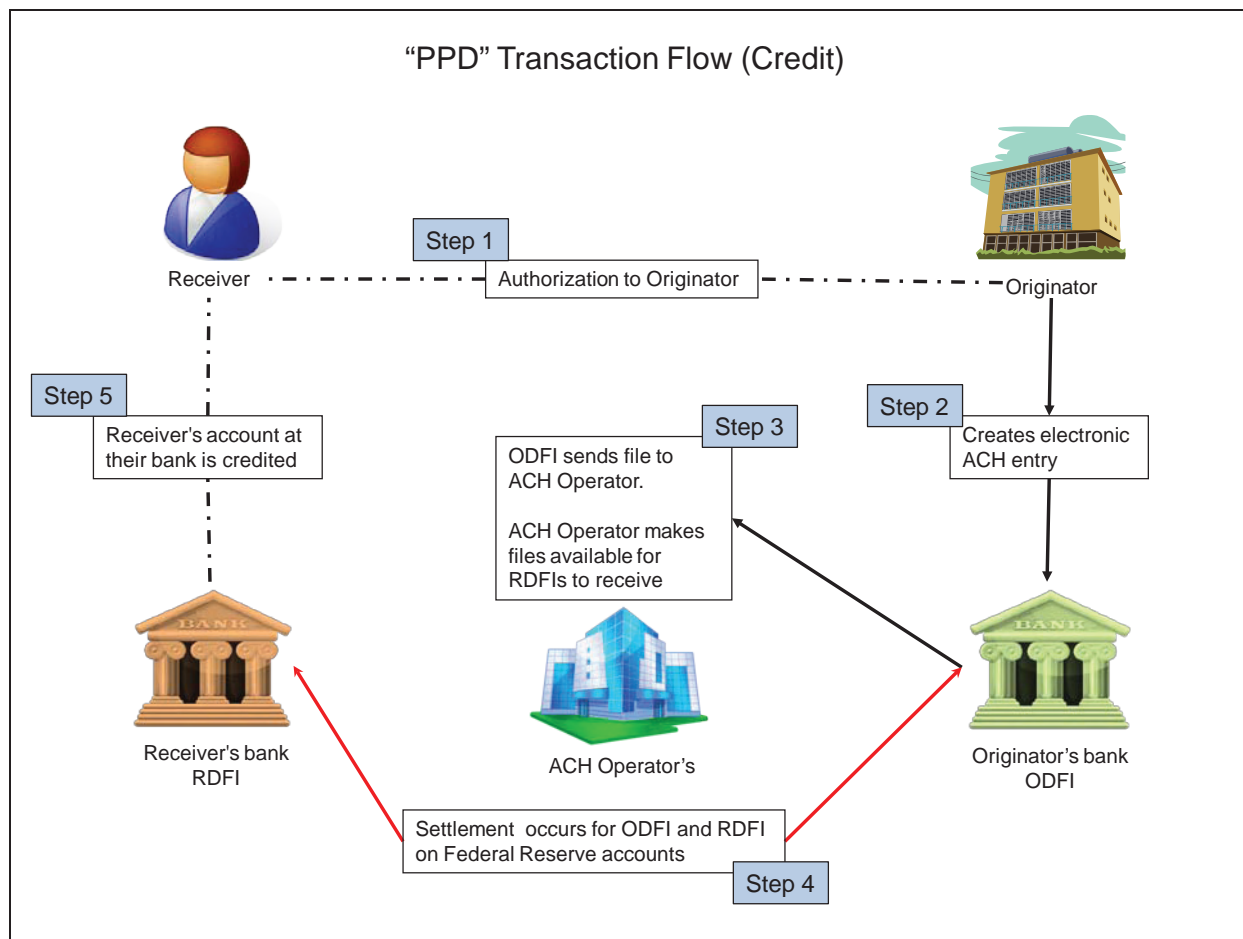 “PPD” Transaction Flow (Credit)
Step 1
Receiver
Authorization to Originator
Originator
Step 5
Receiver's account at
their bank is credited
Step 3
ODFI sends file to
ACH Operator.
ACH Operator makes
files available for
RDFIs to receive
Step 2
Creates electronic
ACH entry
BANK
BANK
Receiver's bank
RDFI
ACH Operator's
Originator’s bank
ODFI
Settlement occurs for ODFI and RDFI
on Federal Reserve accounts
Step 4